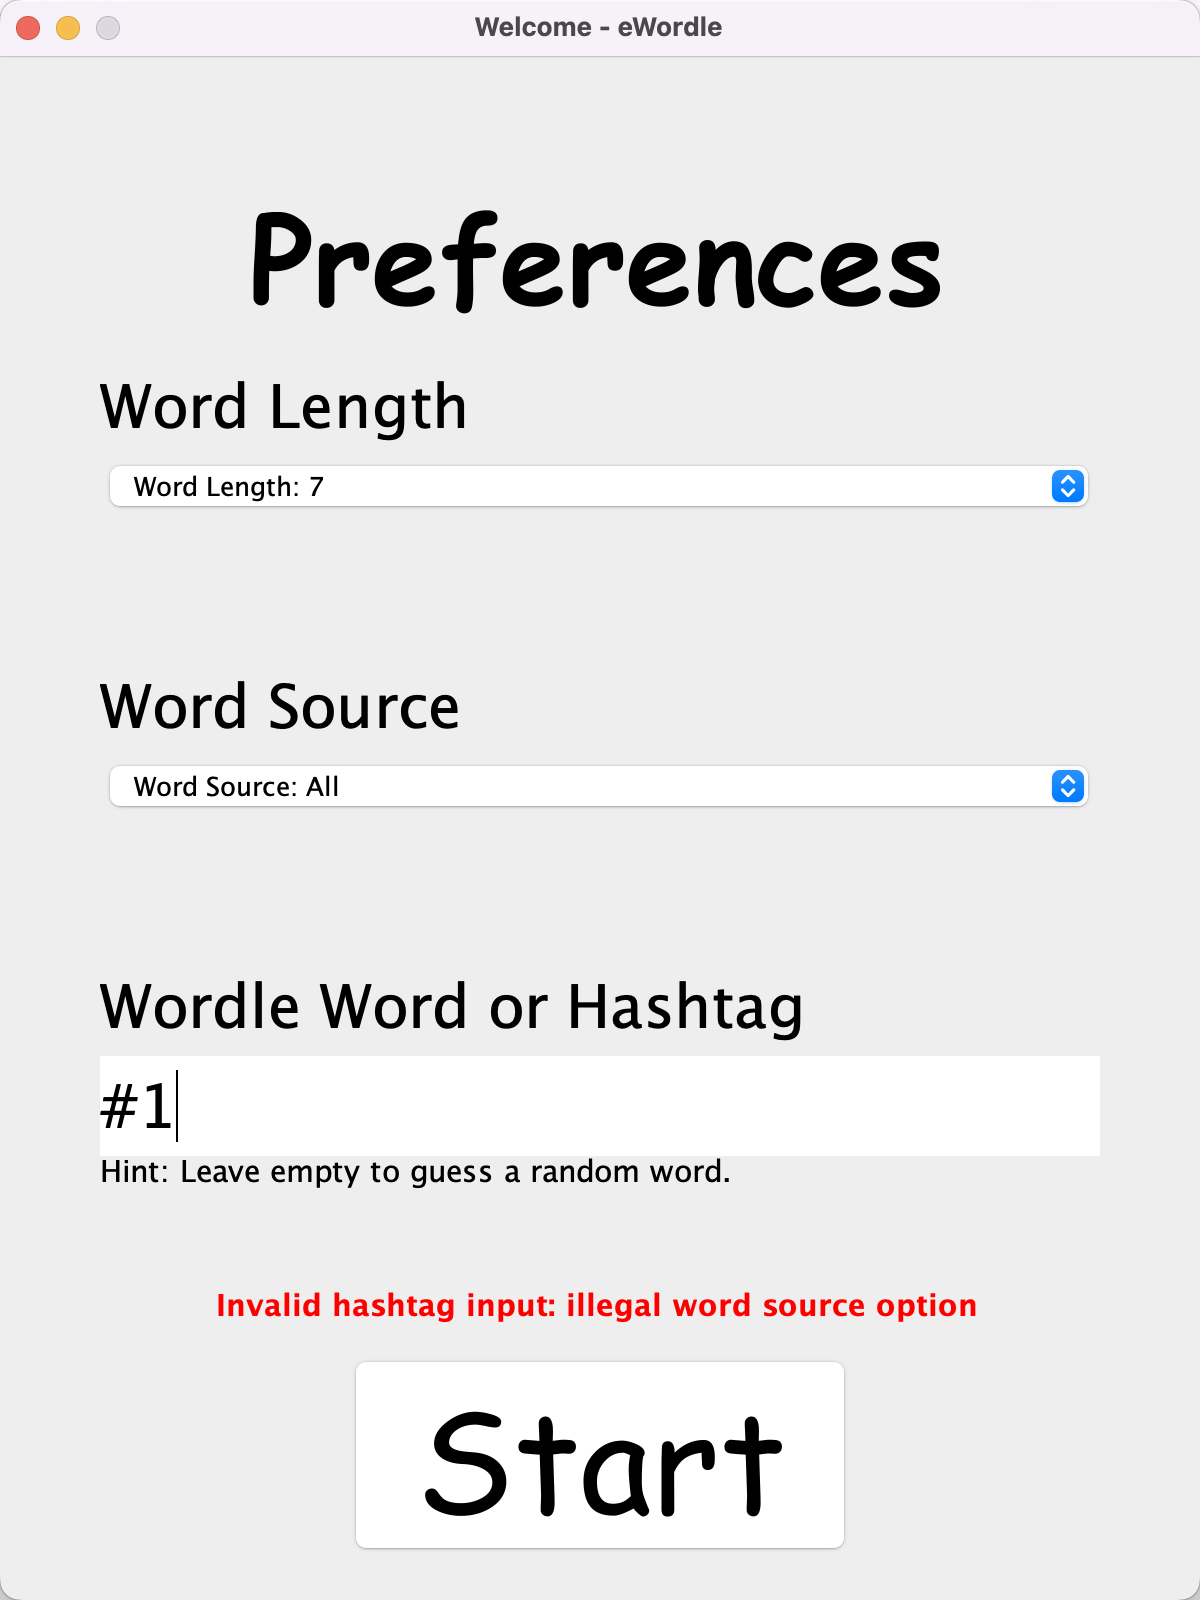 Welcome - eWordle
Preferences
Word Length
Word Length: 7
Word Source
Word Source: All
Wordle Word or Hashtag
#1
Hint: Leave empty to guess a random word.
Invalid hashtag input: illegal word source option
Start